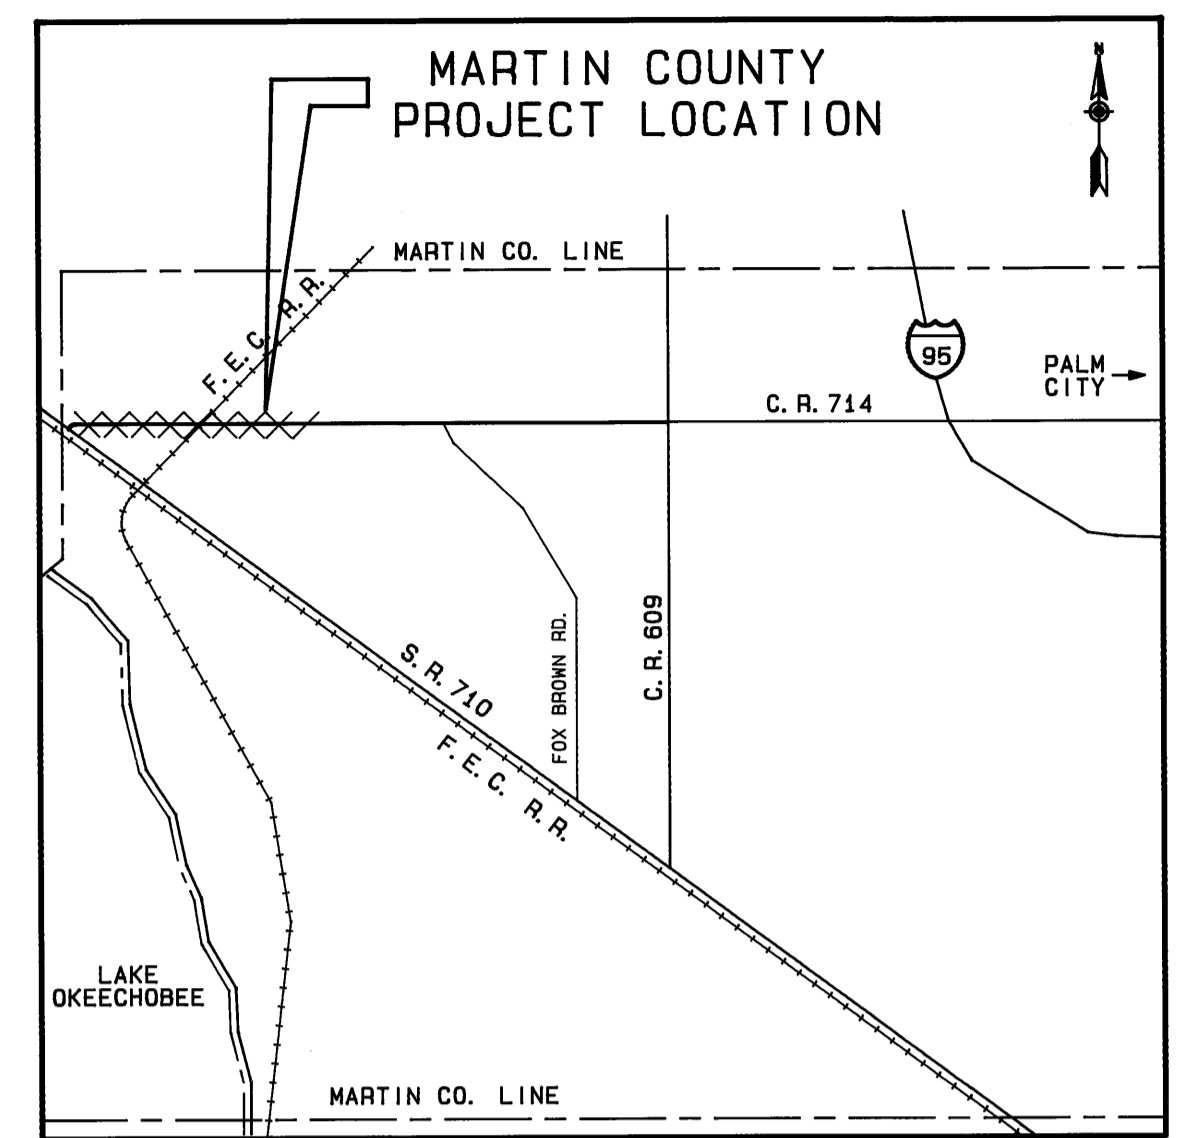 MARTIN COUNTY
PROJECT LOCATION
N
MARTIN CO. LINE
F. E. C. R. R.
95
PALM
CITY
C. R. 714
S. R. 710
F. E. C. R. R.
FOX BROWN RD.
C. R. 609
LAKE
OKEECHOBEE
MARTIN CO. LINE